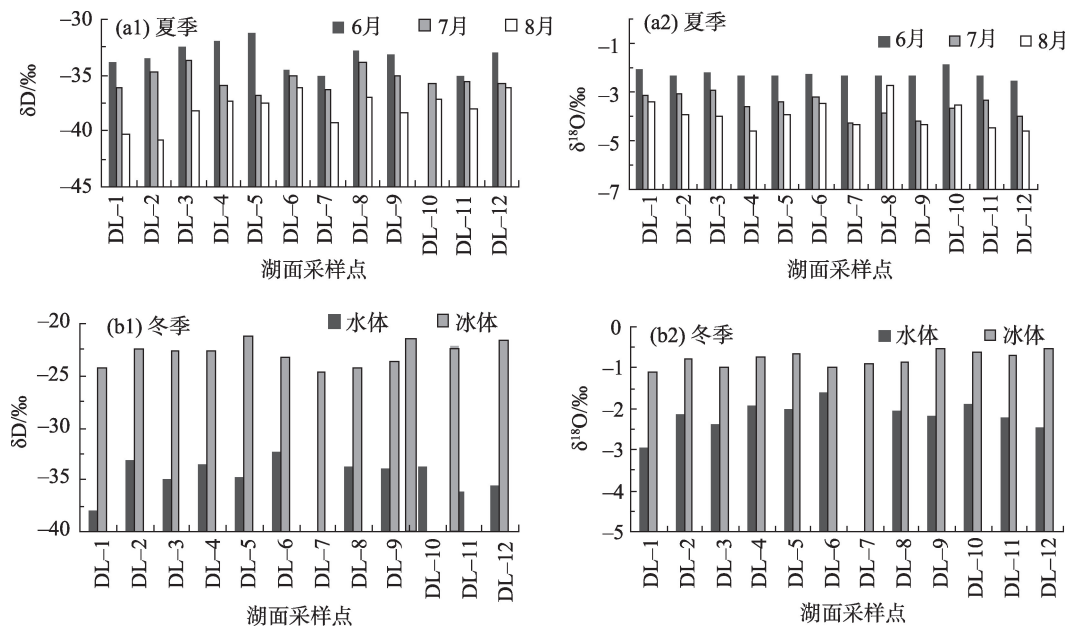 (a1) 夏季
6月 7月 8月
δD/‰
−30
−35
−40
−45
DL−1
DL−2
DL−3
DL−4
DL−5
DL−6
DL−7
DL−8
DL−9
DL−10
DL−11
DL−12
湖面采样点
(a2) 夏季
6月 7月 8月
δ¹⁸O/‰
−1
−3
−5
−7
DL−1
DL−2
DL−3
DL−4
DL−5
DL−6
DL−7
DL−8
DL−9
DL−10
DL−11
DL−12
湖面采样点
(b1) 冬季
水体 冰体
δD/‰
−20
−25
−30
−35
−40
DL−1
DL−2
DL−3
DL−4
DL−5
DL−6
DL−7
DL−8
DL−9
DL−10
DL−11
DL−12
湖面采样点
(b2) 冬季
水体 冰体
δ¹⁸O/‰
0
−1
−2
−3
−4
−5
DL−1
DL−2
DL−3
DL−4
DL−5
DL−6
DL−7
DL−8
DL−9
DL−10
DL−11
DL−12
湖面采样点